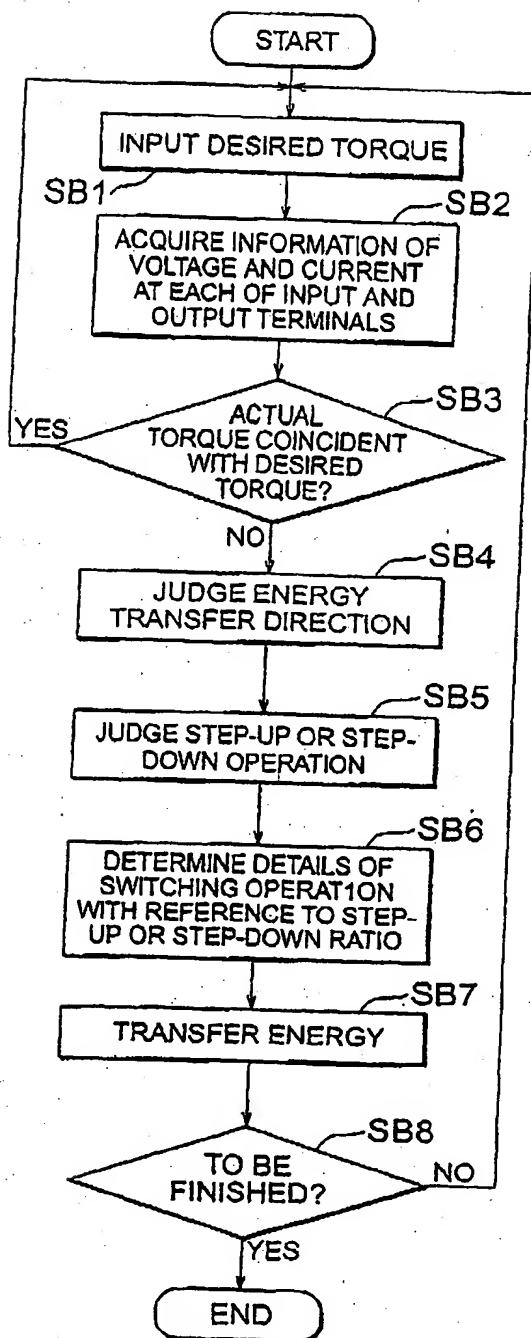 START
INPUT DESIRED TORQUE
SB1
SB2
ACQUIRE INFORMATION OF
VOLTAGE AND CURRENT
AT EACH OF INPUT AND
OUTPUT TERMINALS
SB3
YES
ACTUAL
TORQUE COINCIDENT
WITH DESIRED
TORQUE?
NO
SB4
JUDGE ENERGY
TRANSFER DIRECTION
SB5
JUDGE STEP-UP OR STEP-
DOWN OPERATION
SB6
DETERMINE DETAILS OF
SWITCHING OPERAT1ON
WITH REFERENCE TO STEP-
UP OR STEP-DOWN RATIO
SB7
TRANSFER ENERGY
SB8
TO BE
FINISHED?
NO
YES
END